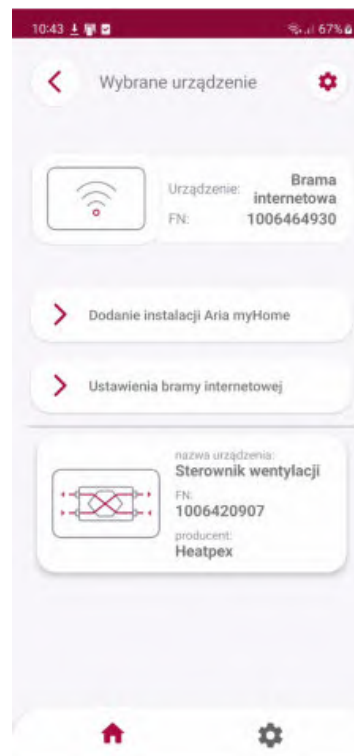 10:43 67%
Wybrane urządzenie
Urządzenie: Brama
internetowa
FN: 1006464930
Dodanie instalacji Aria myHome
Ustawienia bramy internetowej
nazwa urządzenia:
Sterownik wentylacji
FN:
1006420907
producent:
Heatpex